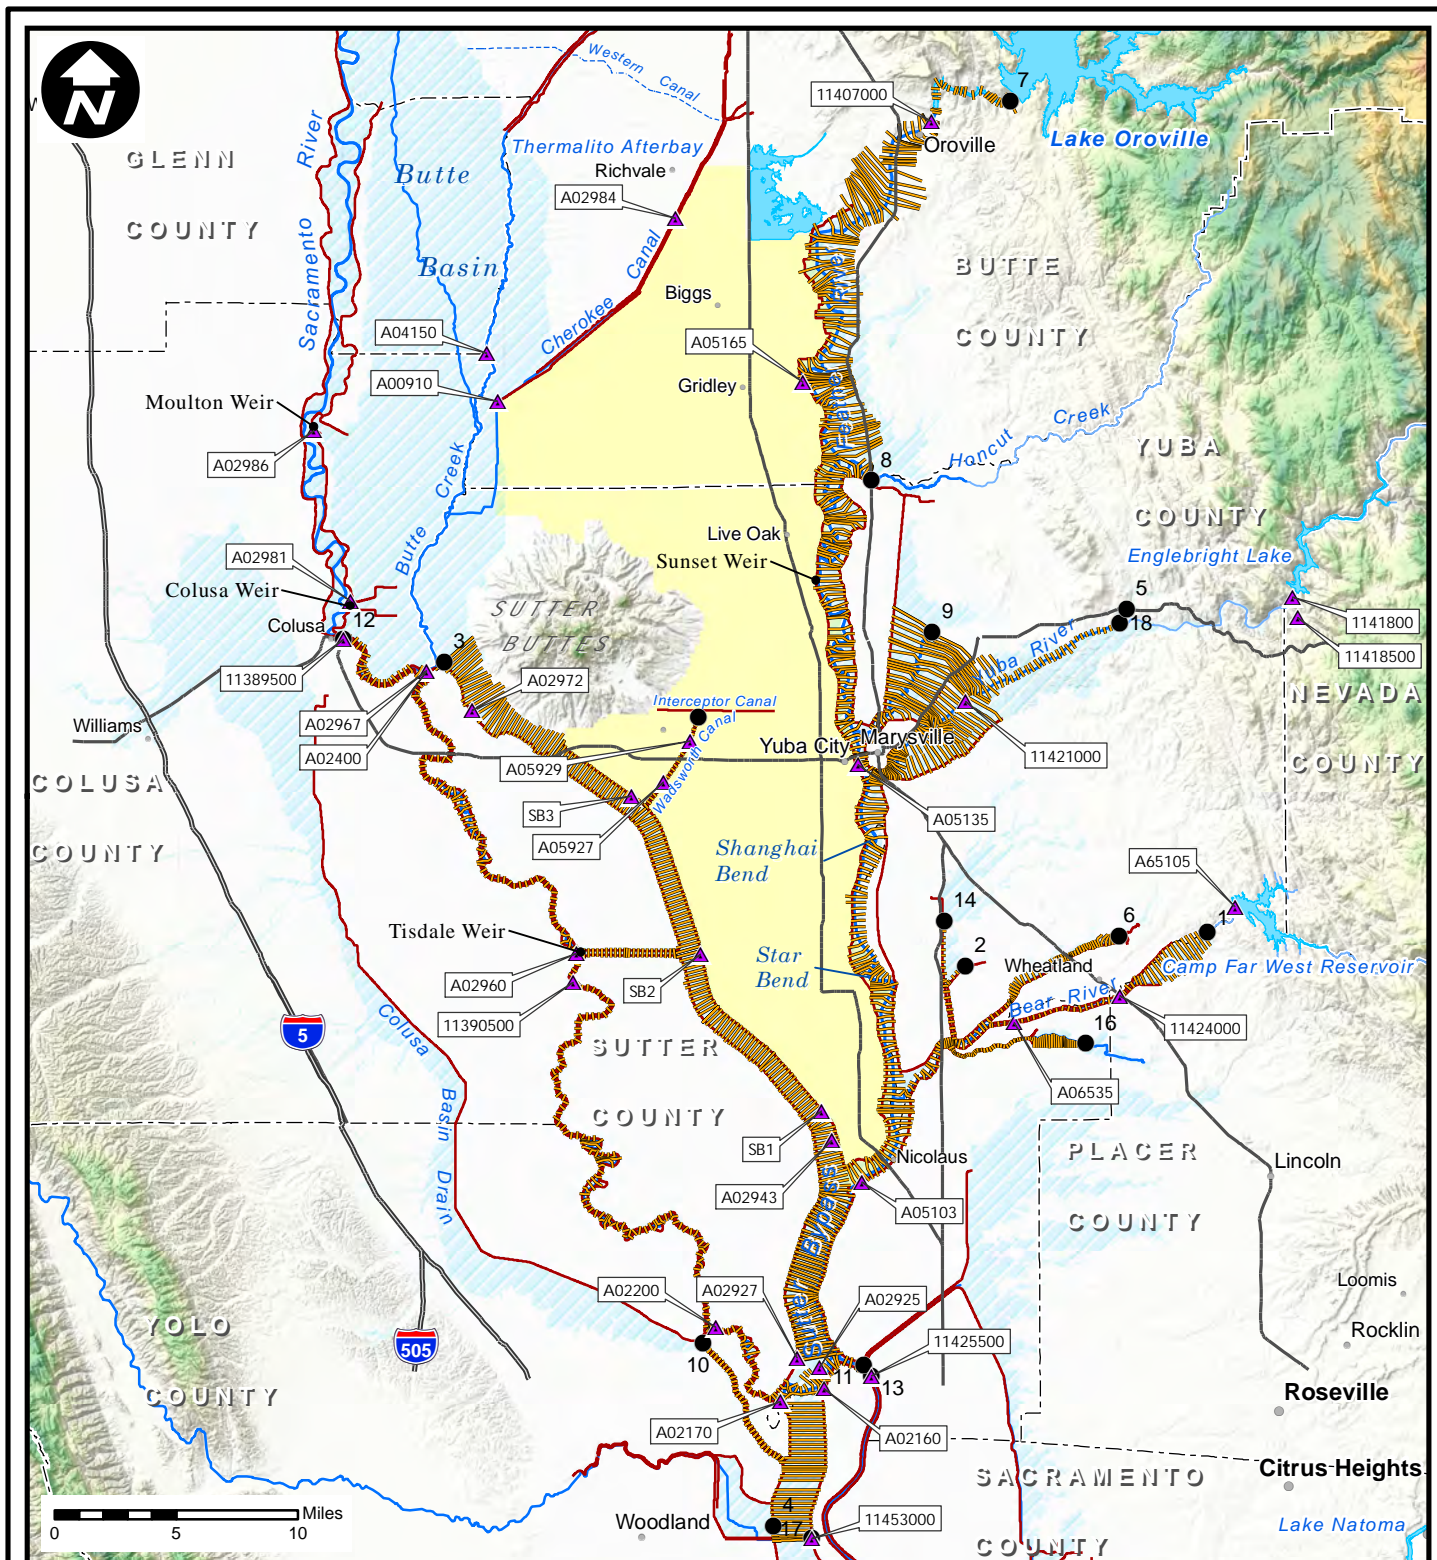 N
W
GLENN
COUNTY
Sacramento River
Butte
Basin
Western Canal
Thermalito Afterbay
Richvale
A02984
11407000
7
Oroville
Lake Oroville
Cherokee Canal
Biggs
BUTTE
COUNTY
Feather River
A04150
A00910
A05165
Gridley
Moulton Weir
A02986
Butte Creek
8
Honcut Creek
YUBA
COUNTY
Live Oak
Sunset Weir
Englebright Lake
A02981
Colusa Weir
12
Colusa
11389500
SUTTER
BUTTES
3
9
5
18
Yuba River
1141800
11418500
A02972
A02967
A02400
Williams
Interceptor Canal
Wadsworth Canal
NEVADA
COUNTY
Yuba City
Marysville
11421000
A05929
SB3
A05927
COLUSA
COUNTY
A05135
Shanghai
Bend
A65105
14
6
1
Tisdale Weir
A02960
11390500
SB2
Star
Bend
2
Wheatland
Camp Far West Reservoir
Bear River
11424000
16
A06535
5
Colusa Basin Drain
SUTTER
COUNTY
SB1
A02943
Nicolaus
A05103
PLACER
COUNTY
Lincoln
Sutter Bypass
A02200
A02927
A02925
11425500
Loomis
Rocklin
YOLO
COUNTY
505
10
11
13
Roseville
A02170
A02160
SACRAMENTO
COUNTY
Citrus Heights
Miles
0 5 10
Woodland
4
17
11453000
Lake Natoma